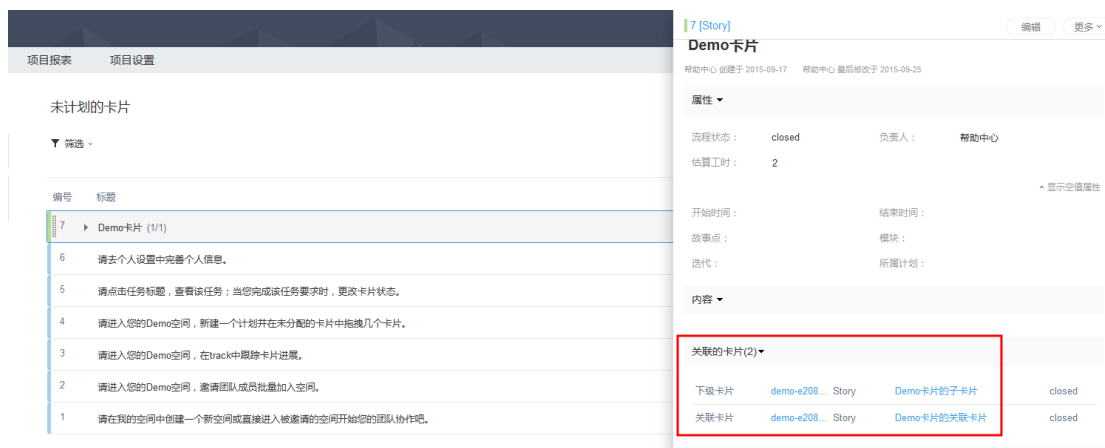 项目报表 项目设置
未计划的卡片
筛选
编号 标题
7 Demo卡片 (1/1)
6 请去个人设置中完善个人信息。
5 请点击任务标题，查看该任务；当您完成该任务要求时，更改卡片状态。
4 请进入您的Demo空间，新建一个计划并在未分配的卡片中拖拽几个卡片。
3 请进入您的Demo空间，在track中跟踪卡片进展。
2 请进入您的Demo空间，邀请团队成员批量加入空间。
1 请在我的空间中创建一个新空间或直接进入被邀请的空间开始您的团队协作吧。
7 [Story] 编辑 更多
Demo卡片
帮助中心 创建于 2015-09-17 帮助中心 最后修改于 2015-09-25
属性
流程状态： closed 负责人： 帮助中心
估算工时： 2
显示空值属性
开始时间： 结束时间：
故事点： 模块：
迭代： 所属计划：
内容
关联的卡片(2)
下级卡片 demo-e208... Story Demo卡片的子卡片 closed
关联卡片 demo-e208... Story Demo卡片的关联卡片 closed